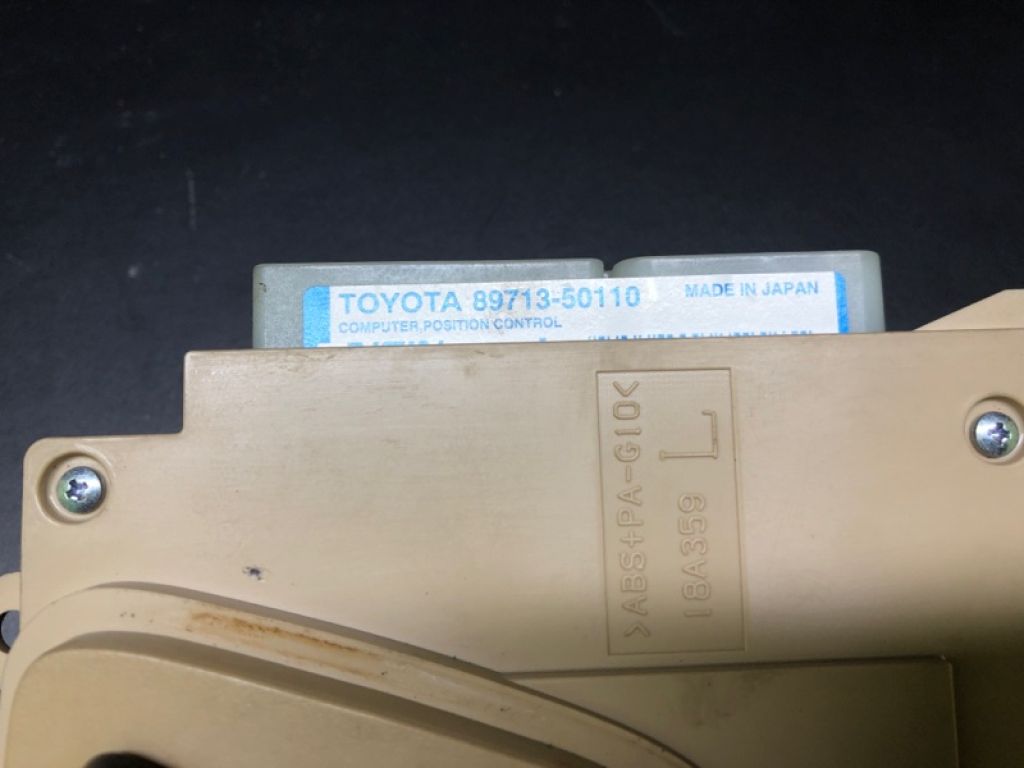 TOYOTA 89713-50110 MADE IN JAPAN
COMPUTER,POSITION CONTROL
>ABS+PA-G10<
18A359 L